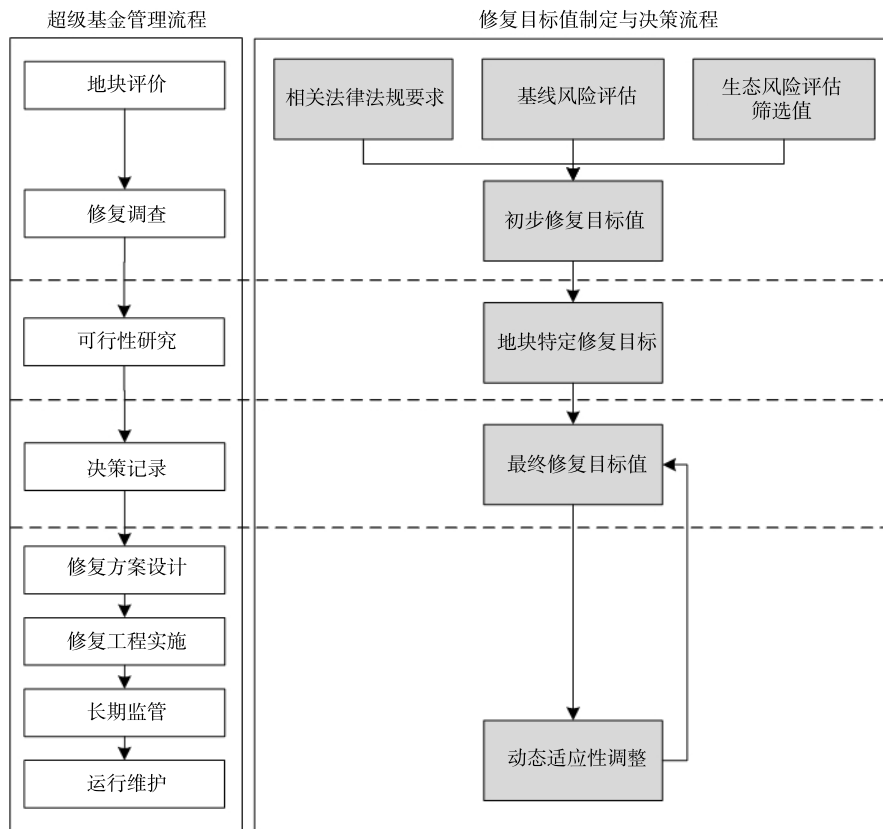 超级基金管理流程
地块评价
修复调查
可行性研究
决策记录
修复方案设计
修复工程实施
长期监管
运行维护
修复目标值制定与决策流程
相关法律法规要求
基线风险评估
生态风险评估
筛选值
初步修复目标值
地块特定修复目标
最终修复目标值
动态适应性调整